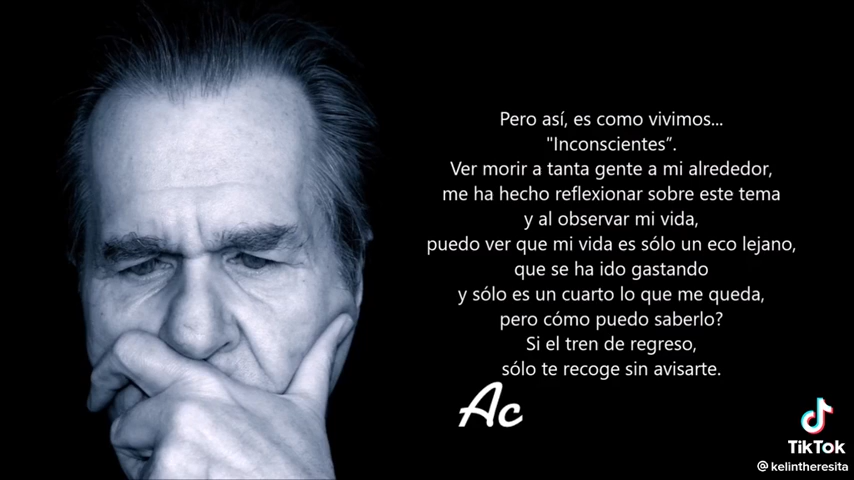 Pero así, es como vivimos...
"Inconscientes”.
Ver morir a tanta gente a mi alrededor,
me ha hecho reflexionar sobre este tema
y al observar mi vida,
puedo ver que mi vida es sólo un eco lejano,
que se ha ido gastando
y sólo es un cuarto lo que me queda,
pero cómo puedo saberlo?
Si el tren de regreso,
sólo te recoge sin avisarte.
Ac
TikTok
@kelintheresita